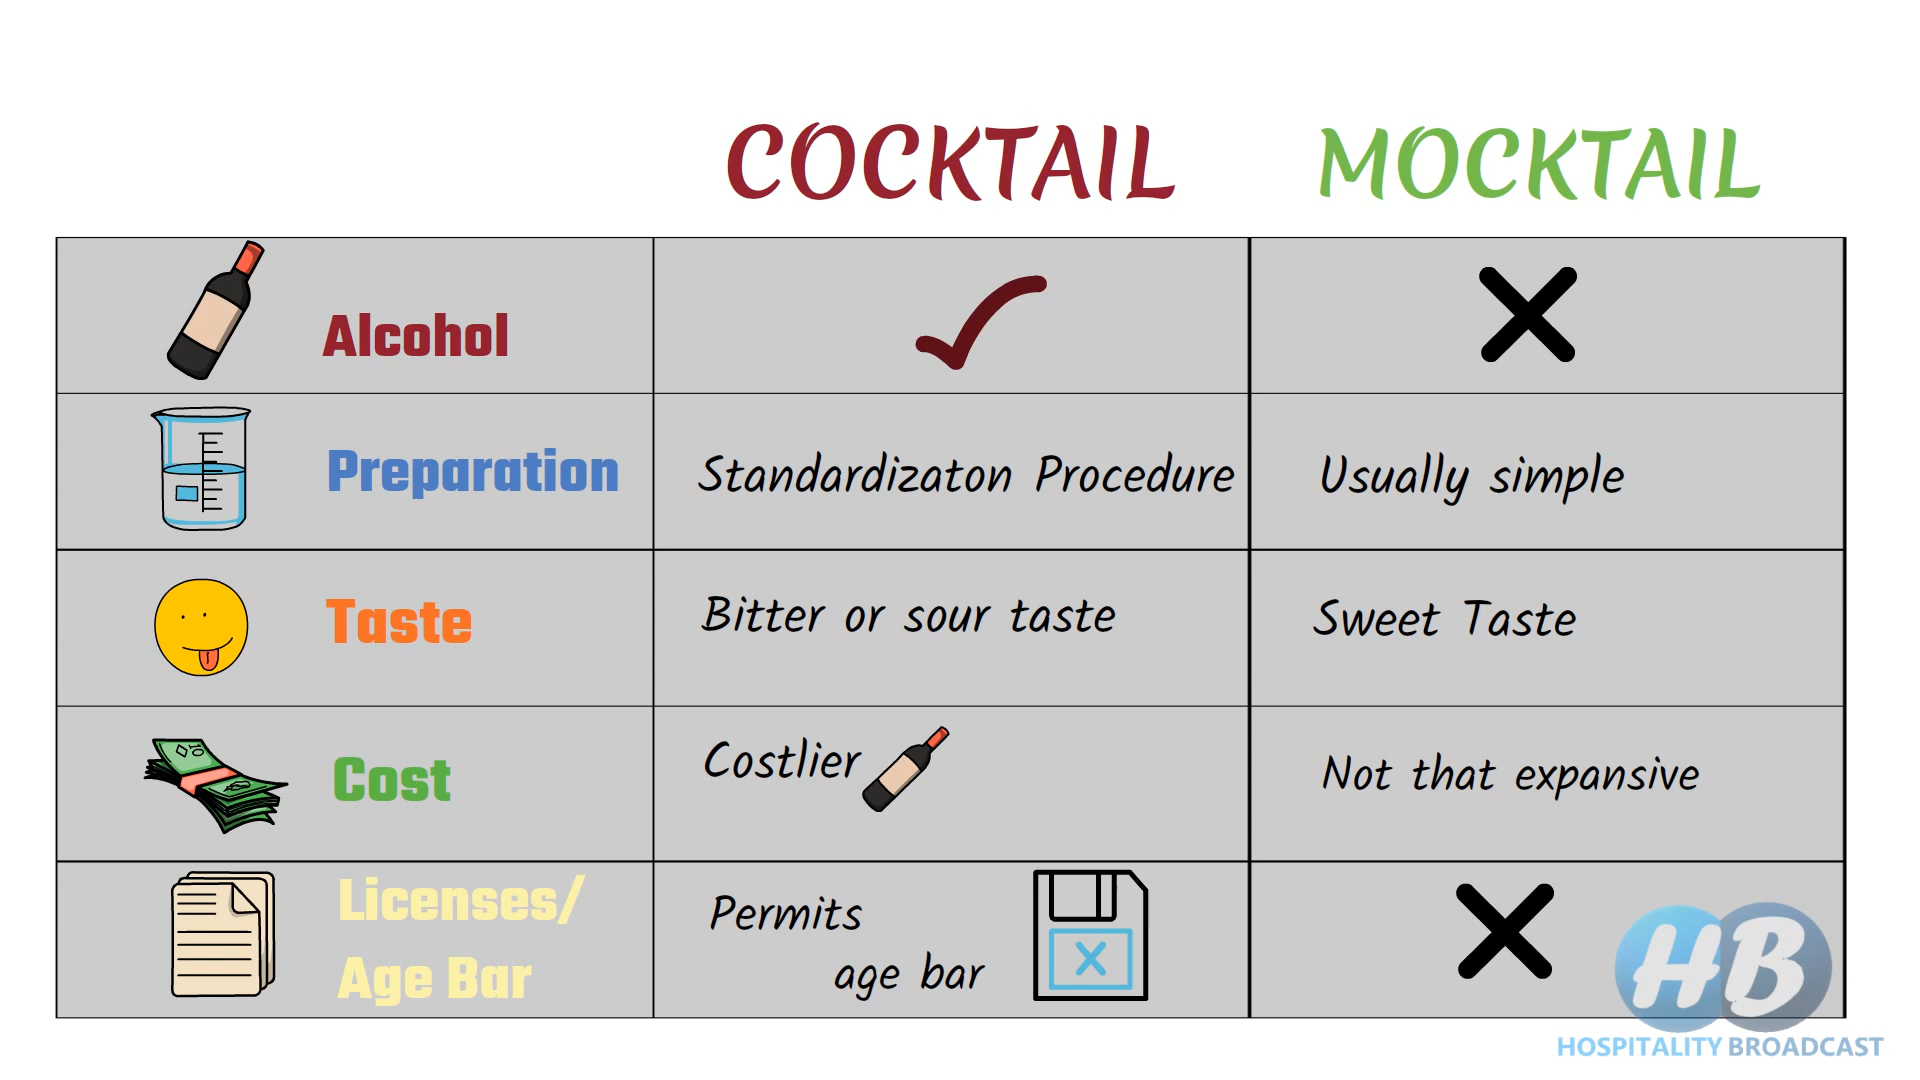 COCKTAIL MOCKTAIL
Alcohol
Preparation Standardizaton Procedure Usually simple
Taste Bitter or sour taste Sweet Taste
Cost Costlier Not that expansive
Licenses/ Permits
Age Bar age bar
HB
HOSPITALITY BROADCAST